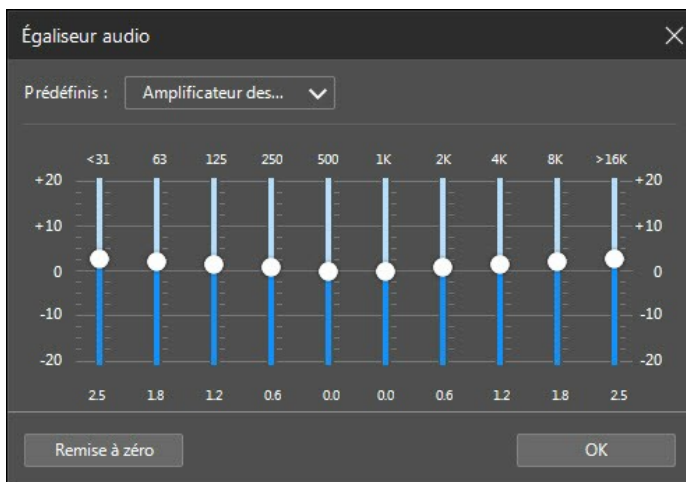 Égaliseur audio
Prédéfinis : Amplificateur des...
<31 63 125 250 500 1K 2K 4K 8K >16K
+20 +20
+10 +10
0 0
-10 -10
-20 -20
2.5 1.8 1.2 0.6 0.0 0.0 0.6 1.2 1.8 2.5
Remise à zéro OK